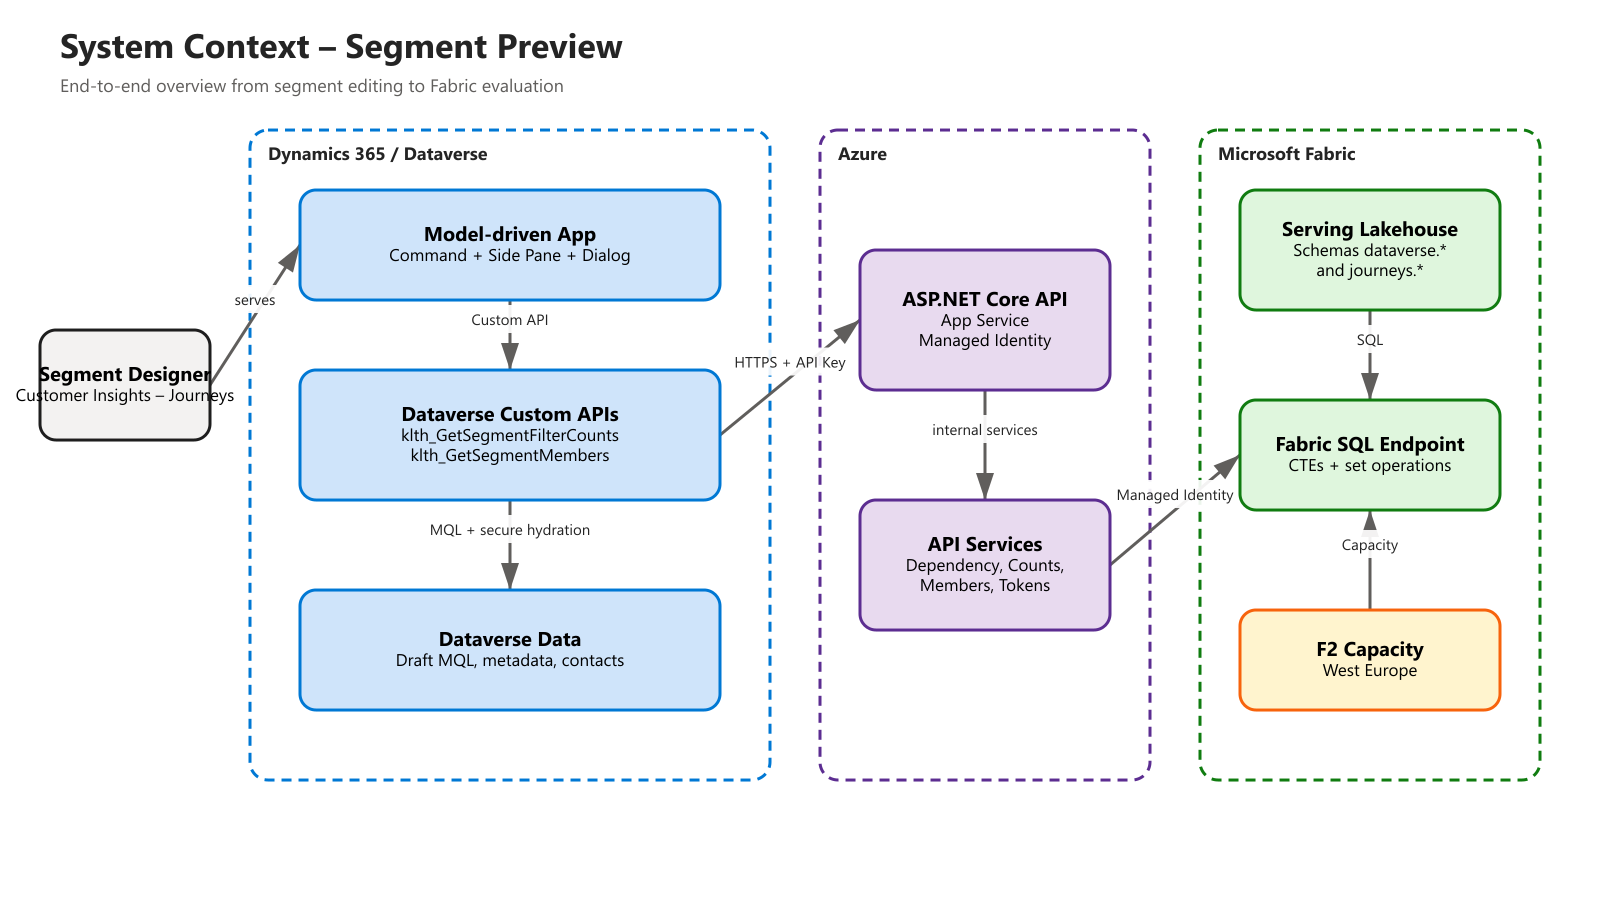 System Context – Segment Preview
End-to-end overview from segment editing to Fabric evaluation
Segment Designer
Customer Insights – Journeys
serves
Dynamics 365 / Dataverse
Model-driven App
Command + Side Pane + Dialog
Custom API
Dataverse Custom APIs
klth_GetSegmentFilterCounts
klth_GetSegmentMembers
MQL + secure hydration
Dataverse Data
Draft MQL, metadata, contacts
HTTPS + API Key
Azure
ASP.NET Core API
App Service
Managed Identity
internal services
API Services
Dependency, Counts,
Members, Tokens
Managed Identity
Microsoft Fabric
Serving Lakehouse
Schemas dataverse.*
and journeys.*
SQL
Fabric SQL Endpoint
CTEs + set operations
Capacity
F2 Capacity
West Europe